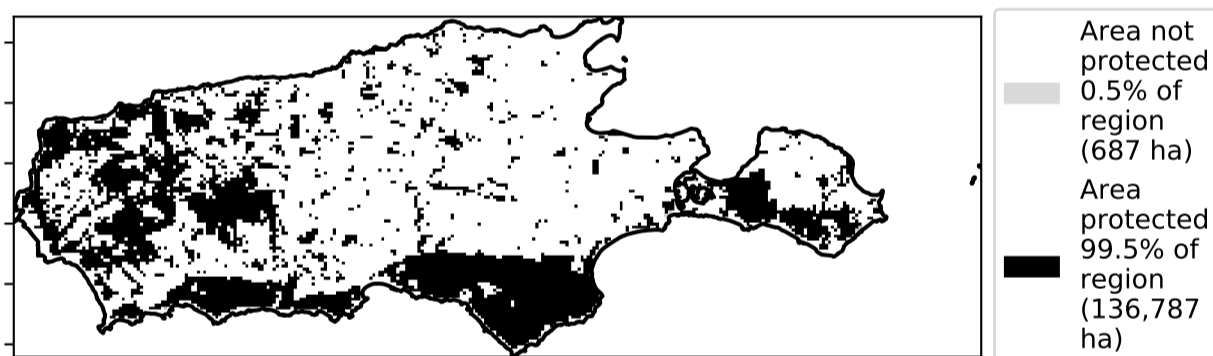 Area not
protected
0.5% of
region
(687 ha)
Area
protected
99.5% of
region
(136,787
ha)